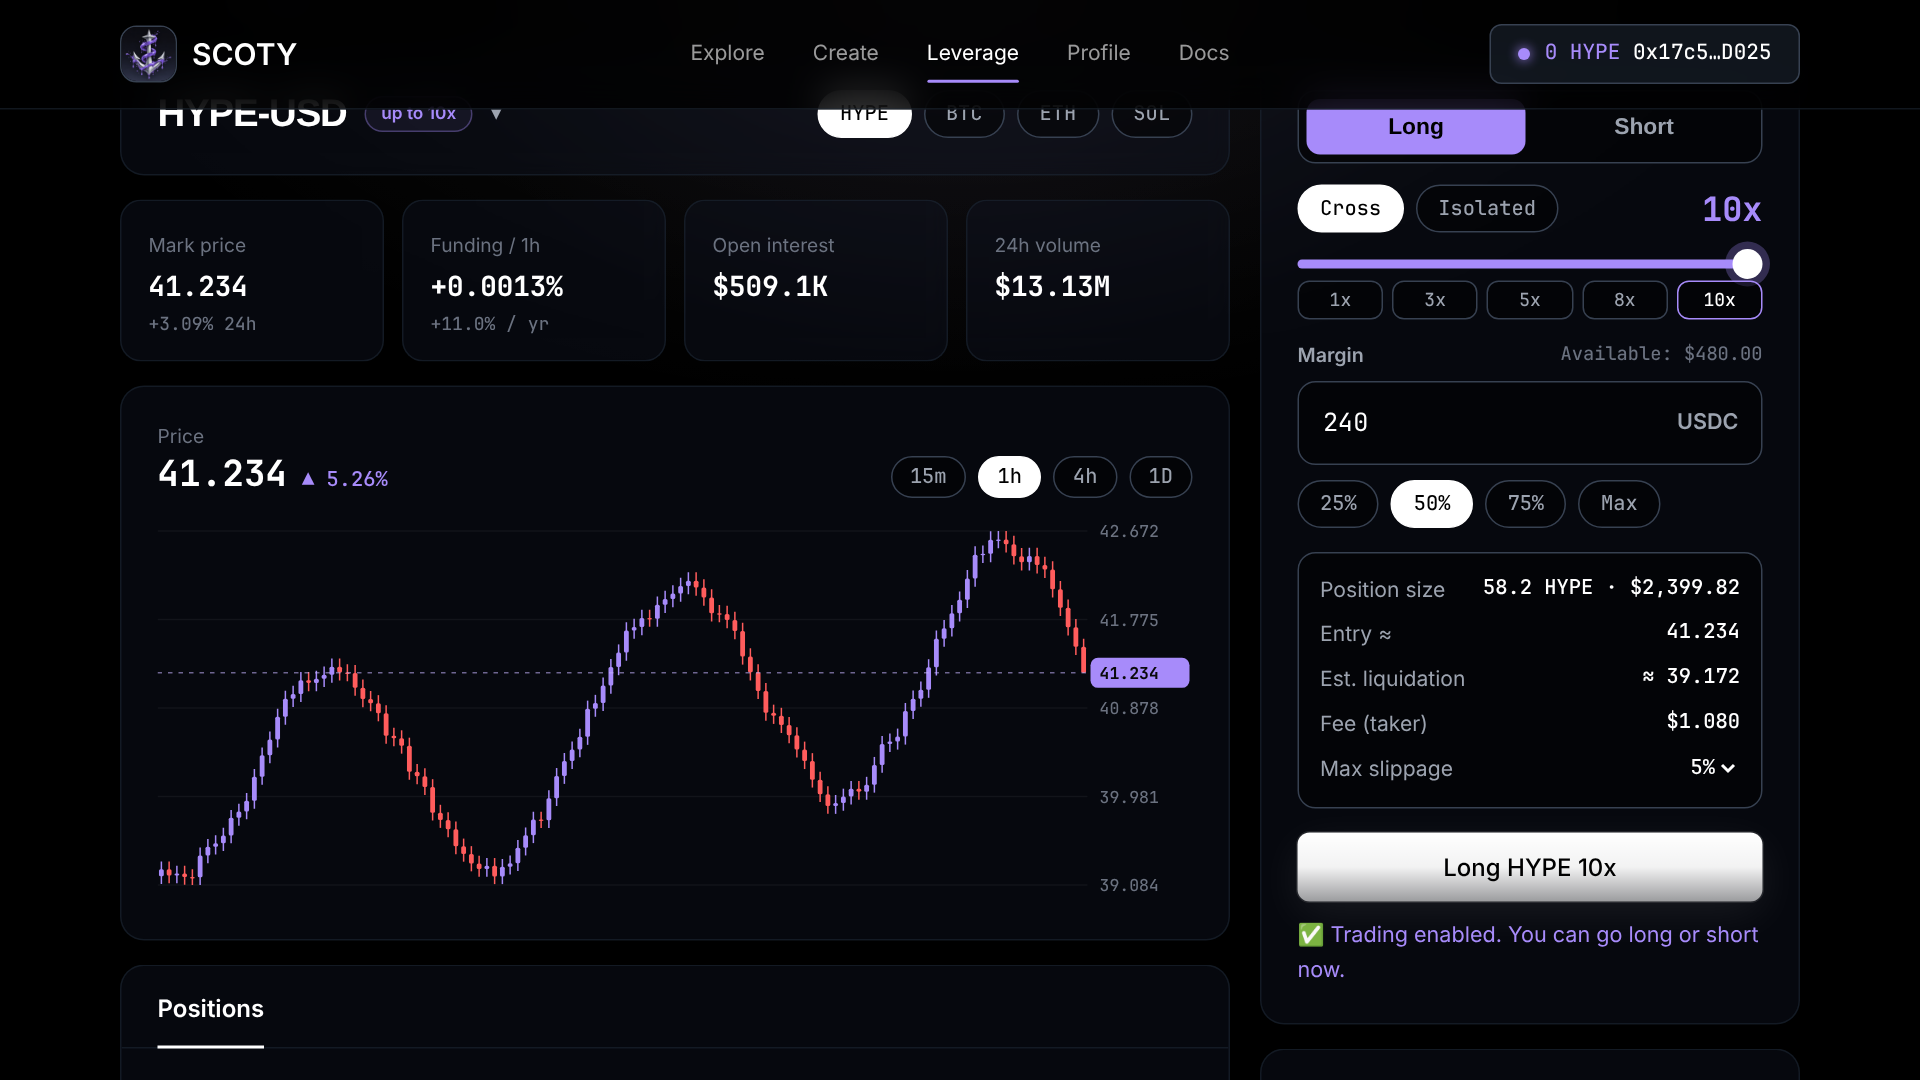 SCOTY
Explore
Create
Leverage
Profile
Docs
0 HYPE 0x17c5…D025
HYPE-USD
up to 10x
▼
HYPE
BTC
ETH
SOL
Mark price
41.234
+3.09% 24h
Funding / 1h
+0.0013%
+11.0% / yr
Open interest
$509.1K
24h volume
$13.13M
Price
41.234 ▲ 5.26%
15m
1h
4h
1D
42.672
41.775
41.234
40.878
39.981
39.084
Positions
Long
Short
Cross
Isolated
10x
1x
3x
5x
8x
10x
Margin
Available: $480.00
240
USDC
25%
50%
75%
Max
Position size 58.2 HYPE · $2,399.82
Entry ≈ 41.234
Est. liquidation ≈ 39.172
Fee (taker) $1.080
Max slippage 5%
Long HYPE 10x
✅ Trading enabled. You can go long or short
now.